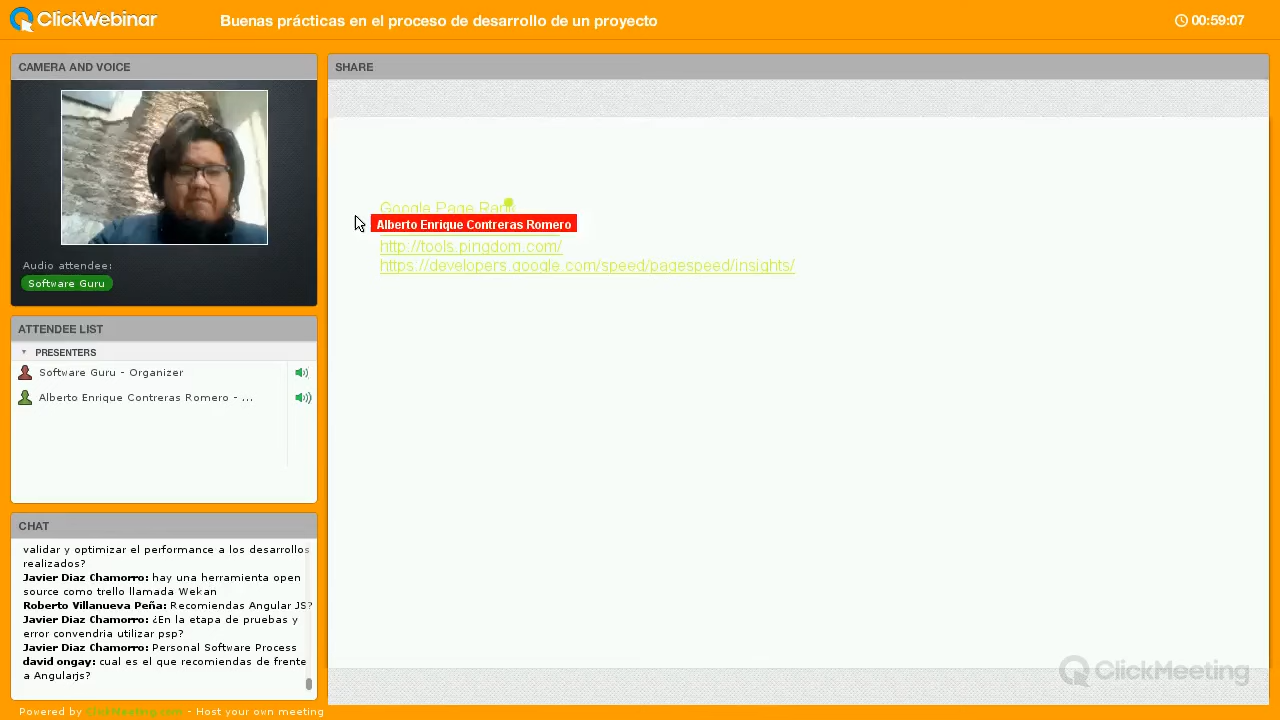 ClickWebinar
Buenas prácticas en el proceso de desarrollo de un proyecto
00:59:07
CAMERA AND VOICE
Audio attendee:
Software Guru
ATTENDEE LIST
PRESENTERS
Software Guru - Organizer
Alberto Enrique Contreras Romero - ...
CHAT
validar y optimizar el performance a los desarrollos
realizados?
Javier Diaz Chamorro: hay una herramienta open
source como trello llamada Wekan
Roberto Villanueva Peña: Recomiendas Angular JS?
Javier Diaz Chamorro: ¿En la etapa de pruebas y
error convendria utilizar psp?
Javier Diaz Chamorro: Personal Software Process
david ongay: cual es el que recomiendas de frente
a Angularjs?
Powered by ClickMeeting.com - Host your own meeting
SHARE
Google Page Rank
Alberto Enrique Contreras Romero
http://tools.pingdom.com/
https://developers.google.com/speed/pagespeed/insights/
ClickMeeting